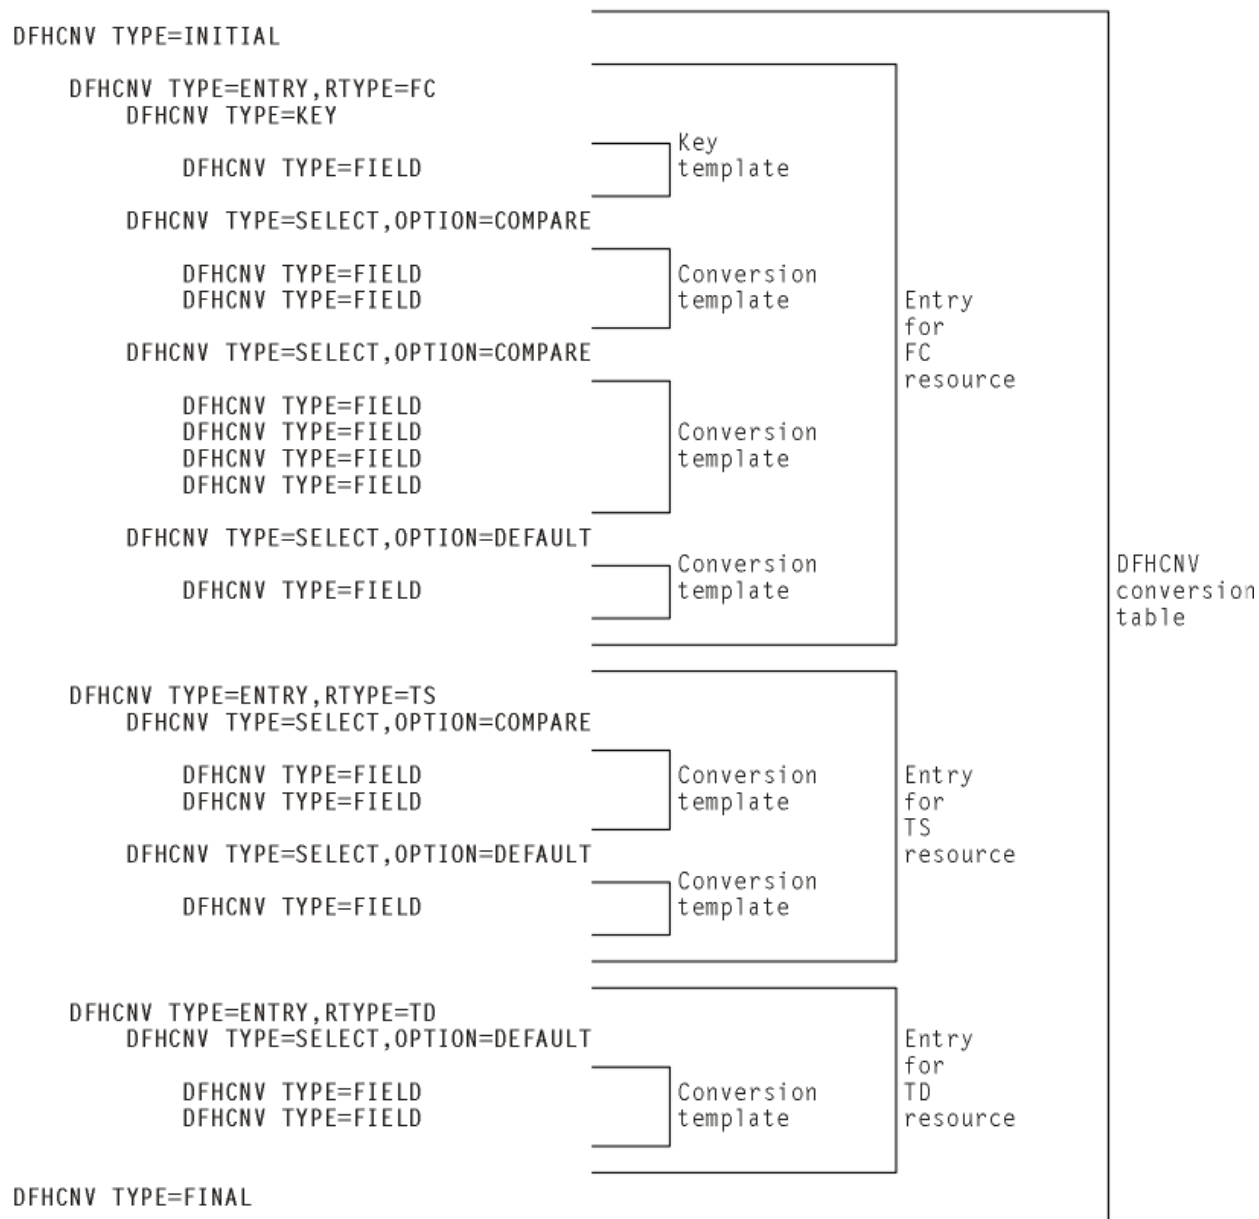 DFHCNV TYPE=INITIAL
DFHCNV TYPE=ENTRY,RTYPE=FC
DFHCNV TYPE=KEY
Key
DFHCNV TYPE=FIELD template
DFHCNV TYPE=SELECT,OPTION=COMPARE
DFHCNV TYPE=FIELD Conversion
DFHCNV TYPE=FIELD template Entry
for
DFHCNV TYPE=SELECT,OPTION=COMPARE FC
resource
DFHCNV TYPE=FIELD
DFHCNV TYPE=FIELD Conversion
DFHCNV TYPE=FIELD template
DFHCNV TYPE=FIELD
DFHCNV TYPE=SELECT,OPTION=DEFAULT
Conversion DFHCNV
DFHCNV TYPE=FIELD template conversion
table
DFHCNV TYPE=ENTRY,RTYPE=TS
DFHCNV TYPE=SELECT,OPTION=COMPARE
DFHCNV TYPE=FIELD Conversion Entry
DFHCNV TYPE=FIELD template for
TS
DFHCNV TYPE=SELECT,OPTION=DEFAULT resource
Conversion
DFHCNV TYPE=FIELD template
DFHCNV TYPE=ENTRY,RTYPE=TD
DFHCNV TYPE=SELECT,OPTION=DEFAULT Entry
for
DFHCNV TYPE=FIELD Conversion TD
DFHCNV TYPE=FIELD template resource
DFHCNV TYPE=FINAL